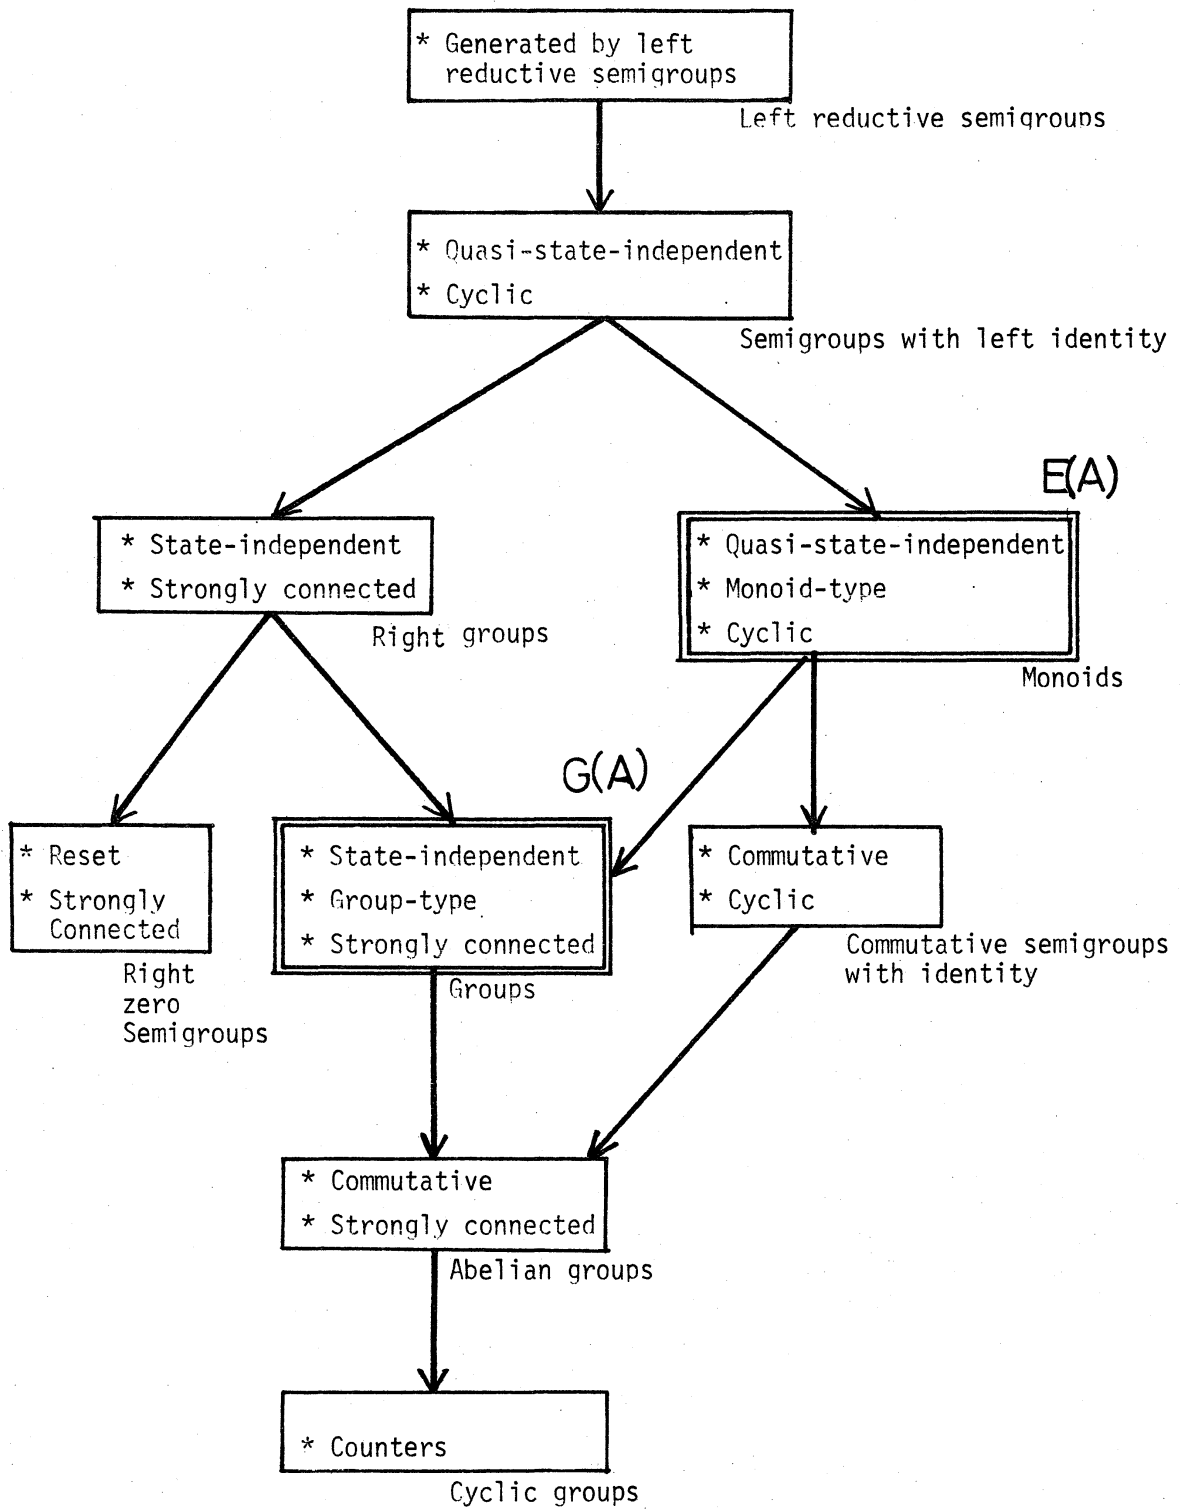 * Generated by left
reductive semigroups
Left reductive semigroups
* Quasi-state-independent
* Cyclic
Semigroups with left identity
E(A)
* State-independent
* Strongly connected
Right groups
* Quasi-state-independent
* Monoid-type
* Cyclic
Monoids
G(A)
* Reset
* Strongly
Connected
Right
zero
Semigroups
* State-independent
* Group-type
* Strongly connected
Groups
* Commutative
* Cyclic
Commutative semigroups
with identity
* Commutative
* Strongly connected
Abelian groups
* Counters
Cyclic groups